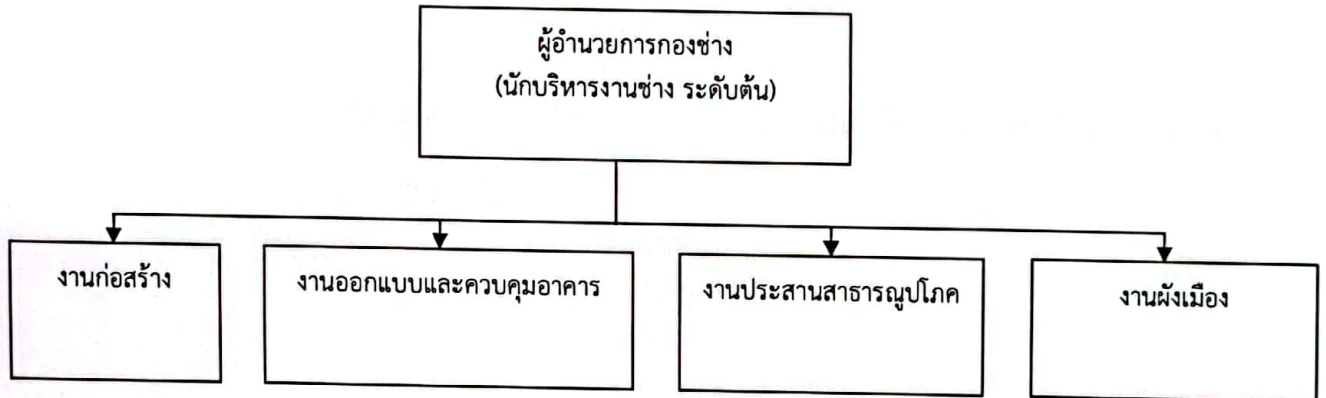 ผู้อำนวยการกองช่าง
(นักบริหารงานช่าง ระดับต้น)
งานก่อสร้าง
งานออกแบบและควบคุมอาคาร
งานประสานสาธารณูปโภค
งานผังเมือง